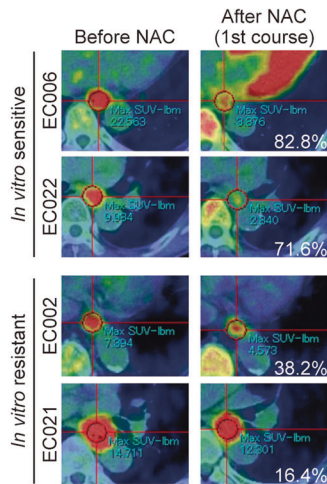 Before NAC
After NAC
(1st course)
In vitro sensitive
EC006
Max SUV-lbm
22.563
Max SUV-lbm
3.876
82.8%
EC022
Max SUV-lbm
9.984
Max SUV-lbm
2.840
71.6%
In vitro resistant
EC002
Max SUV-lbm
7.394
Max SUV-lbm
4.573
38.2%
EC021
Max SUV-lbm
14.711
Max SUV-lbm
12.301
16.4%